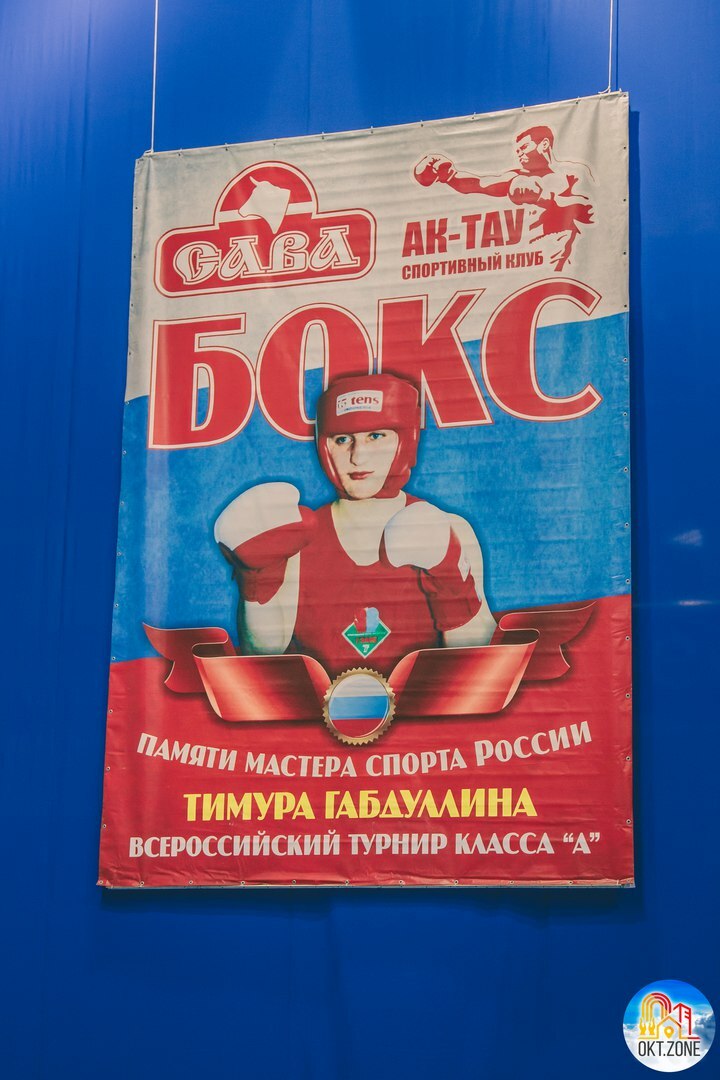 САВА
АК-ТАУ
СПОРТИВНЫЙ КЛУБ
БОКС
tens
ПАМЯТИ МАСТЕРА СПОРТА РОССИИ
ТИМУРА ГАБДУЛЛИНА
ВСЕРОССИЙСКИЙ ТУРНИР КЛАССА “А”
OKT.ZONE